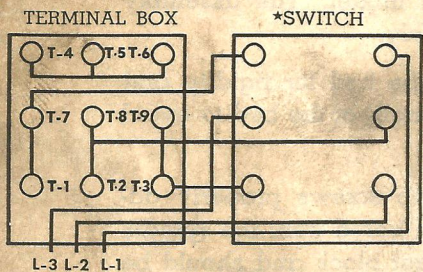 TERMINAL BOX
★SWITCH
T-4 T-5 T-6
T-7 T-8 T-9
T-1 T-2 T-3
L-3 L-2 L-1